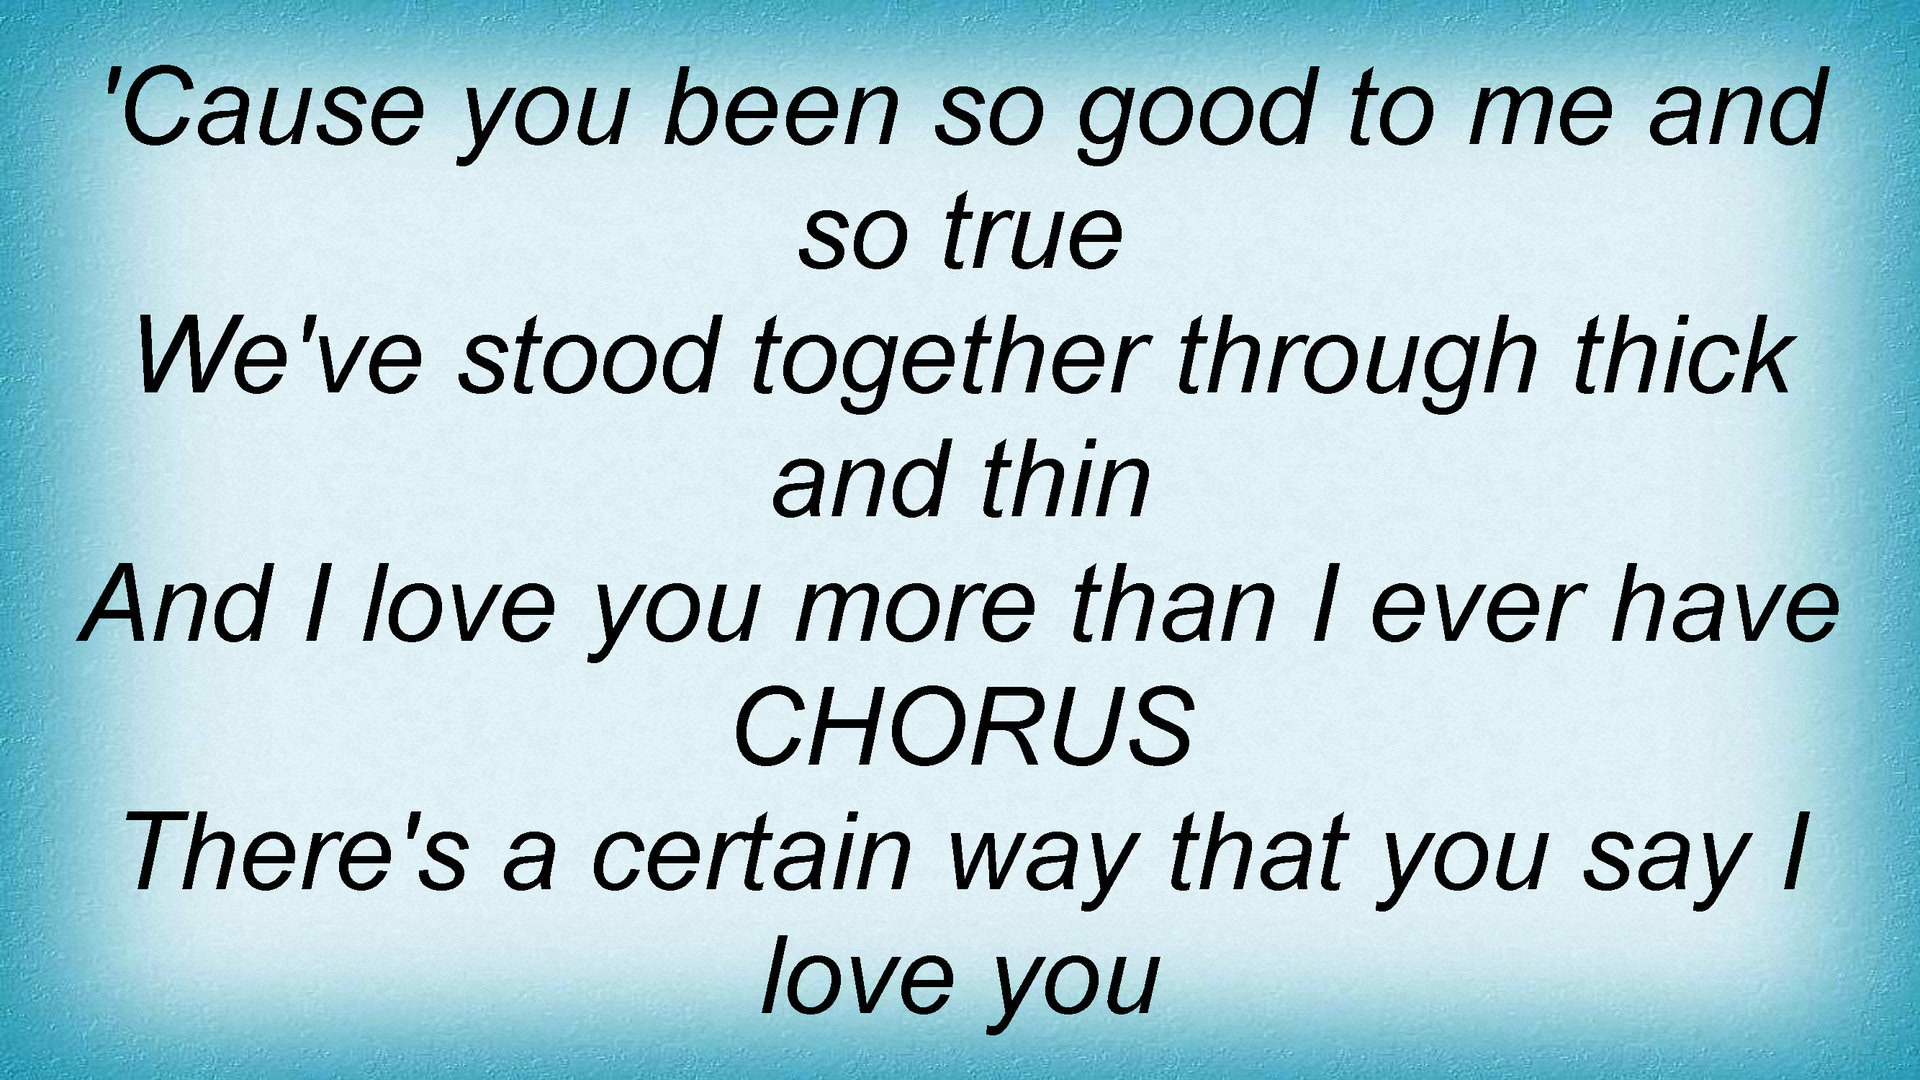 'Cause you been so good to me and
so true
We've stood together through thick
and thin
And I love you more than I ever have
CHORUS
There's a certain way that you say I
love you